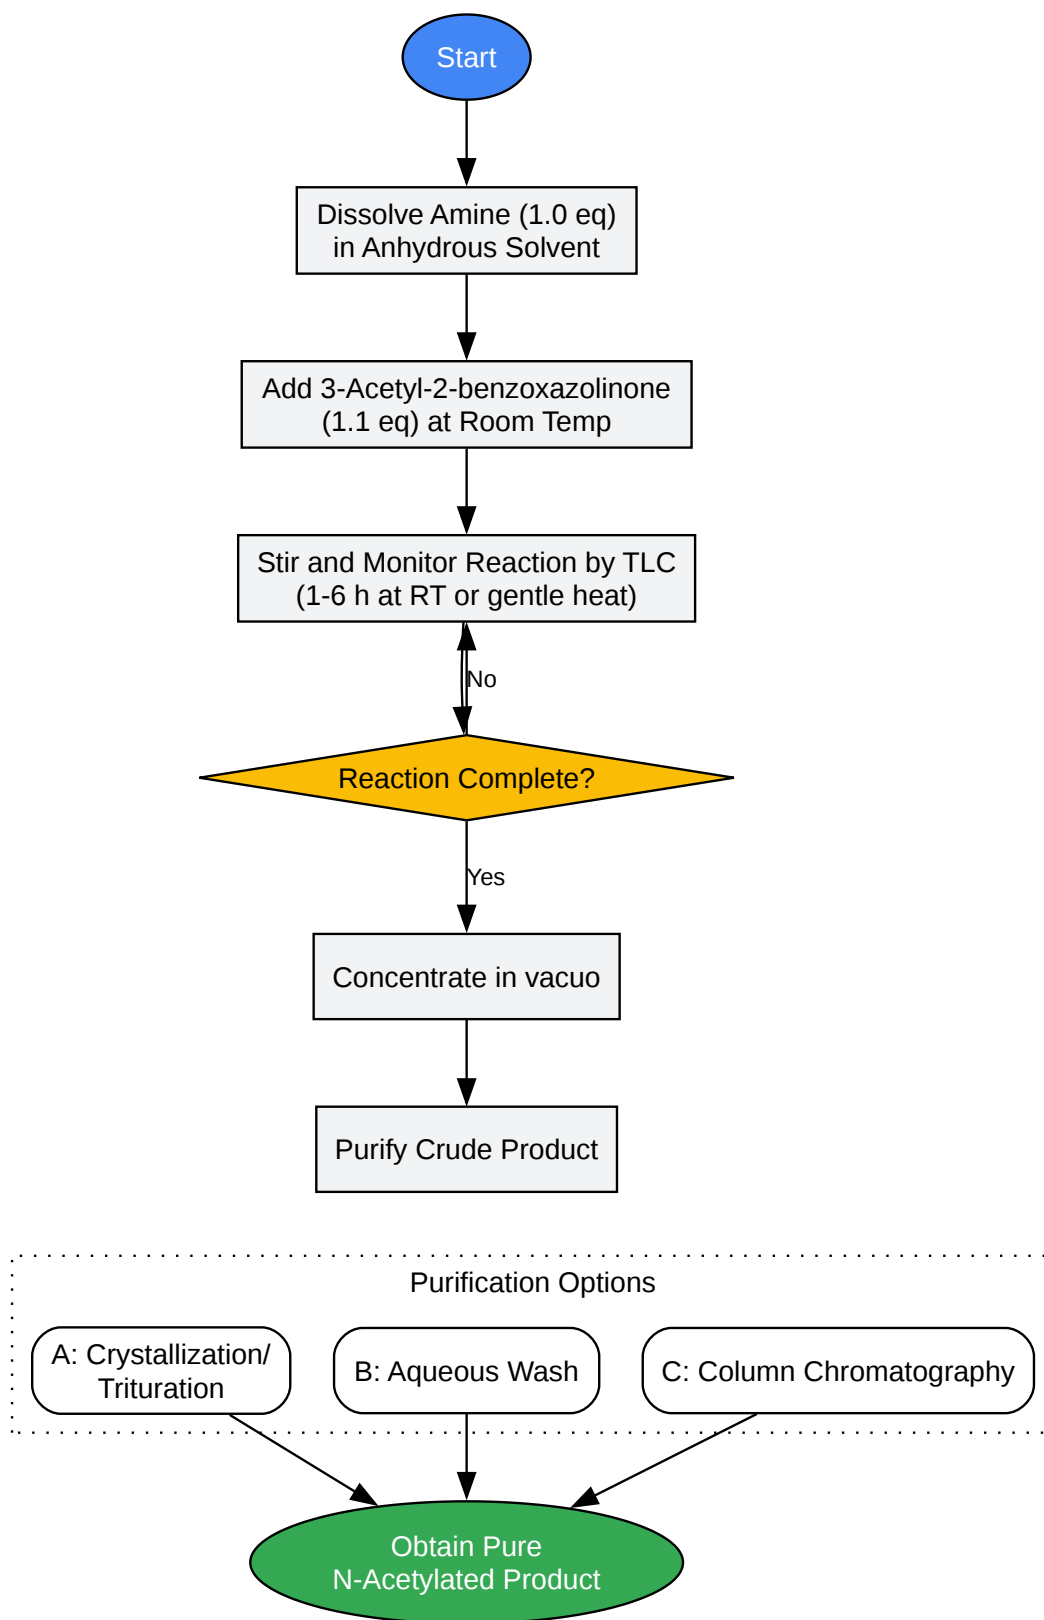 Start
Dissolve Amine (1.0 eq)
in Anhydrous Solvent
Add 3-Acetyl-2-benzoxazolinone
(1.1 eq) at Room Temp
Stir and Monitor Reaction by TLC
(1-6 h at RT or gentle heat)
No
Reaction Complete?
Yes
Concentrate in vacuo
Purify Crude Product
Purification Options
A: Crystallization/
Trituration
B: Aqueous Wash
C: Column Chromatography
Obtain Pure
N-Acetylated Product